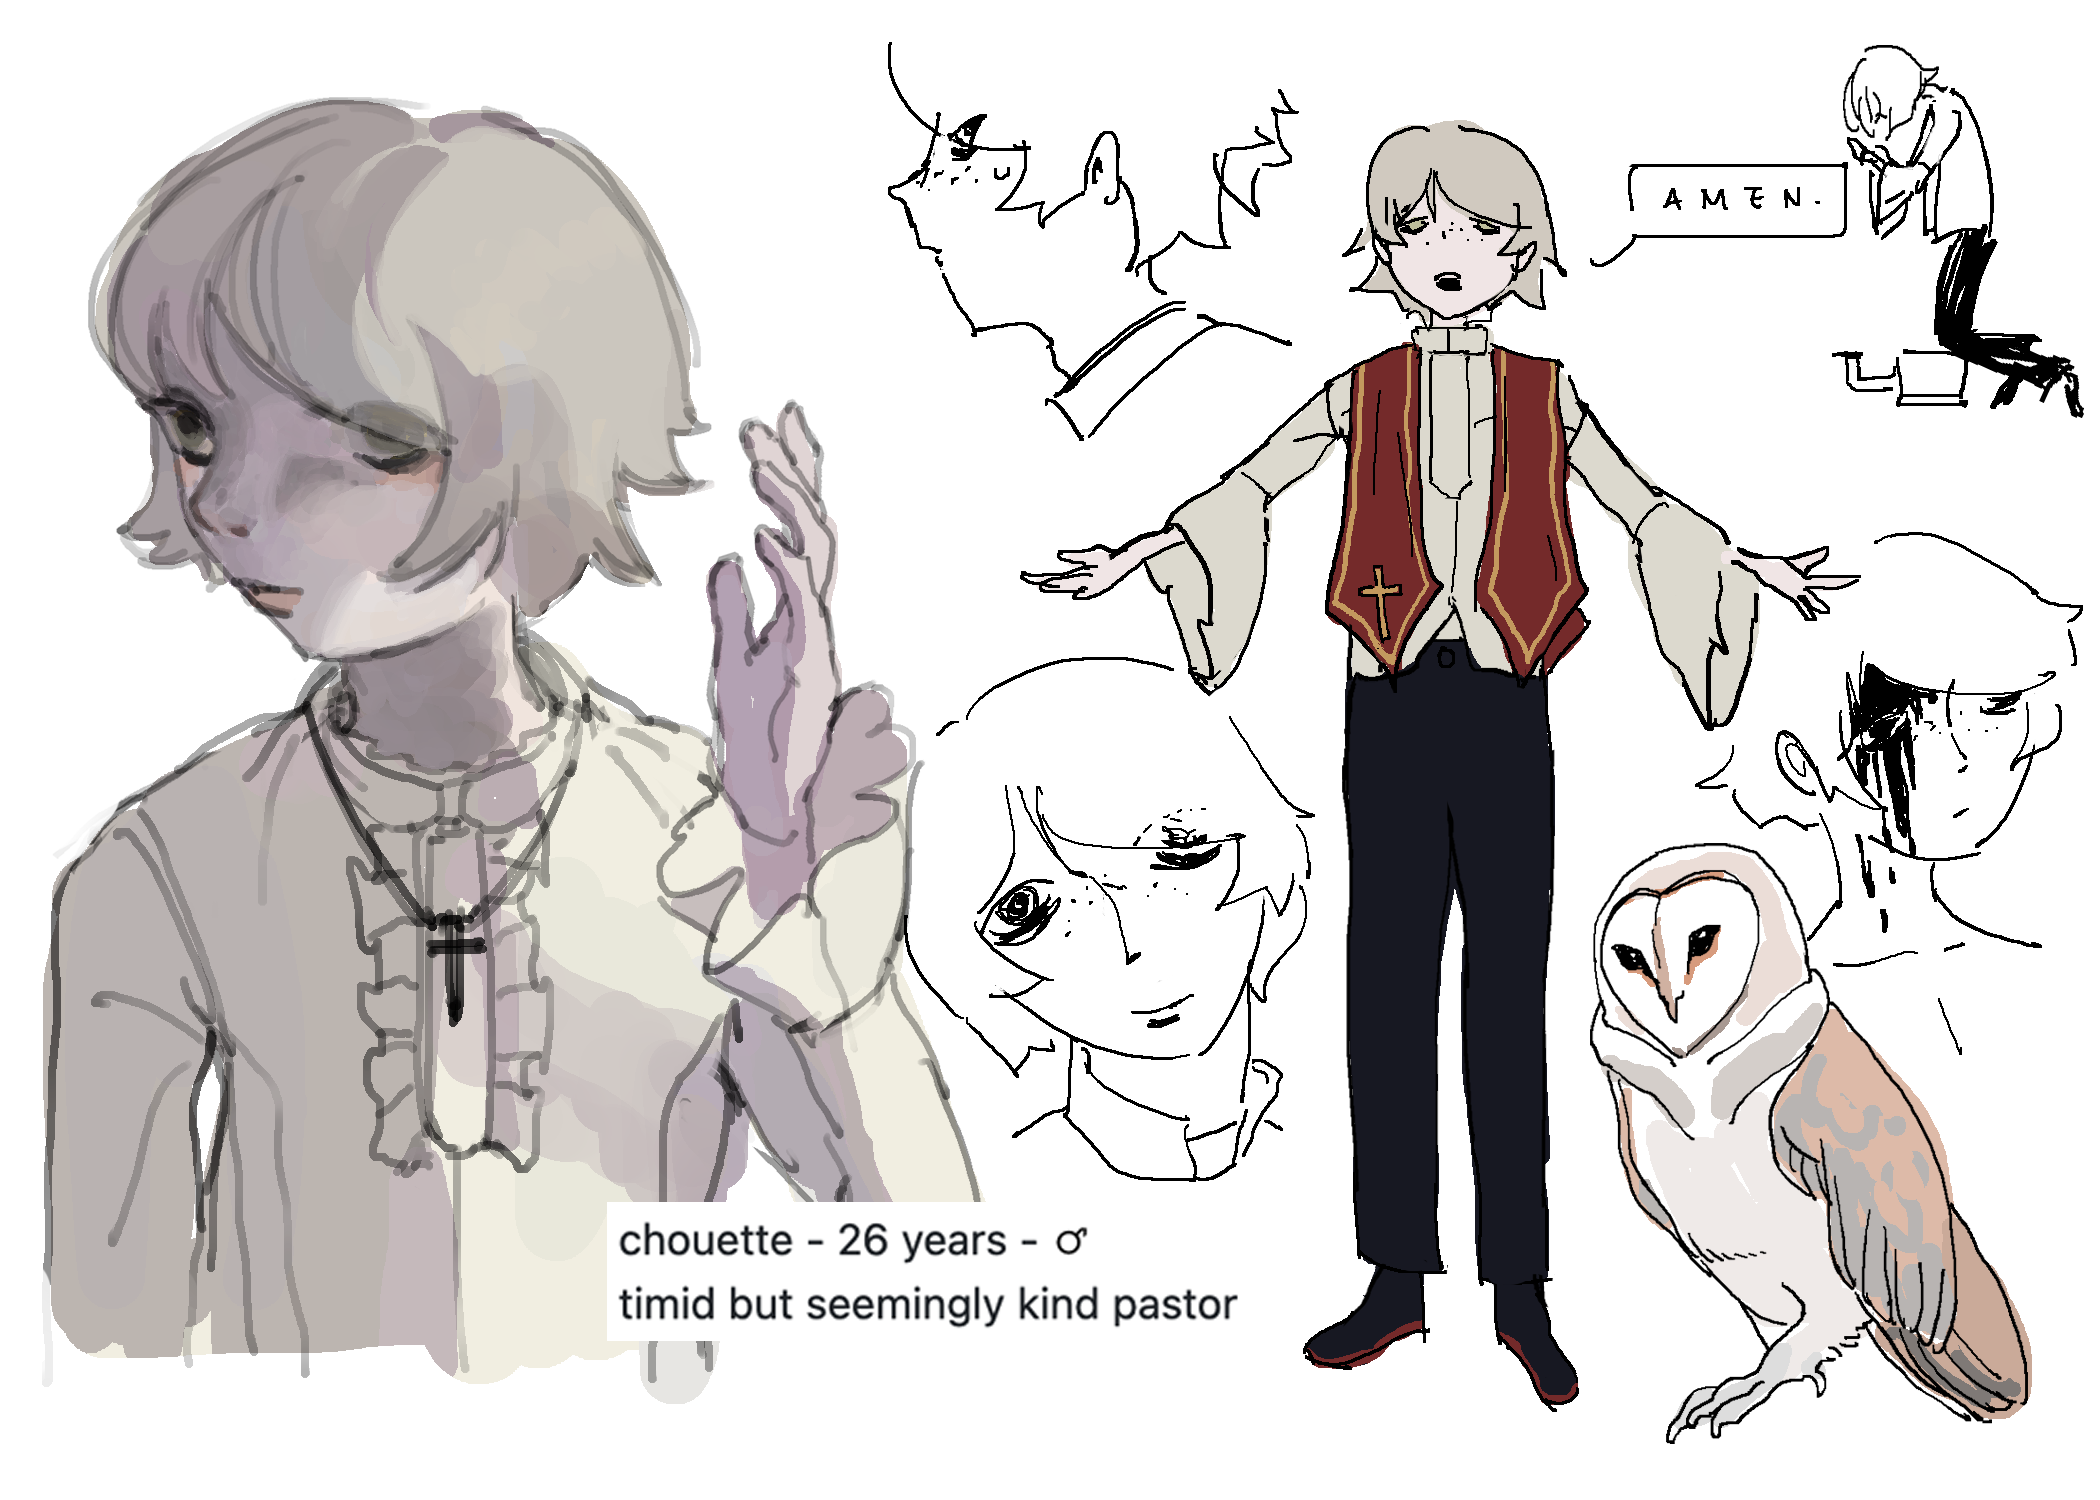 A M E N .
chouette - 26 years - ♂
timid but seemingly kind pastor